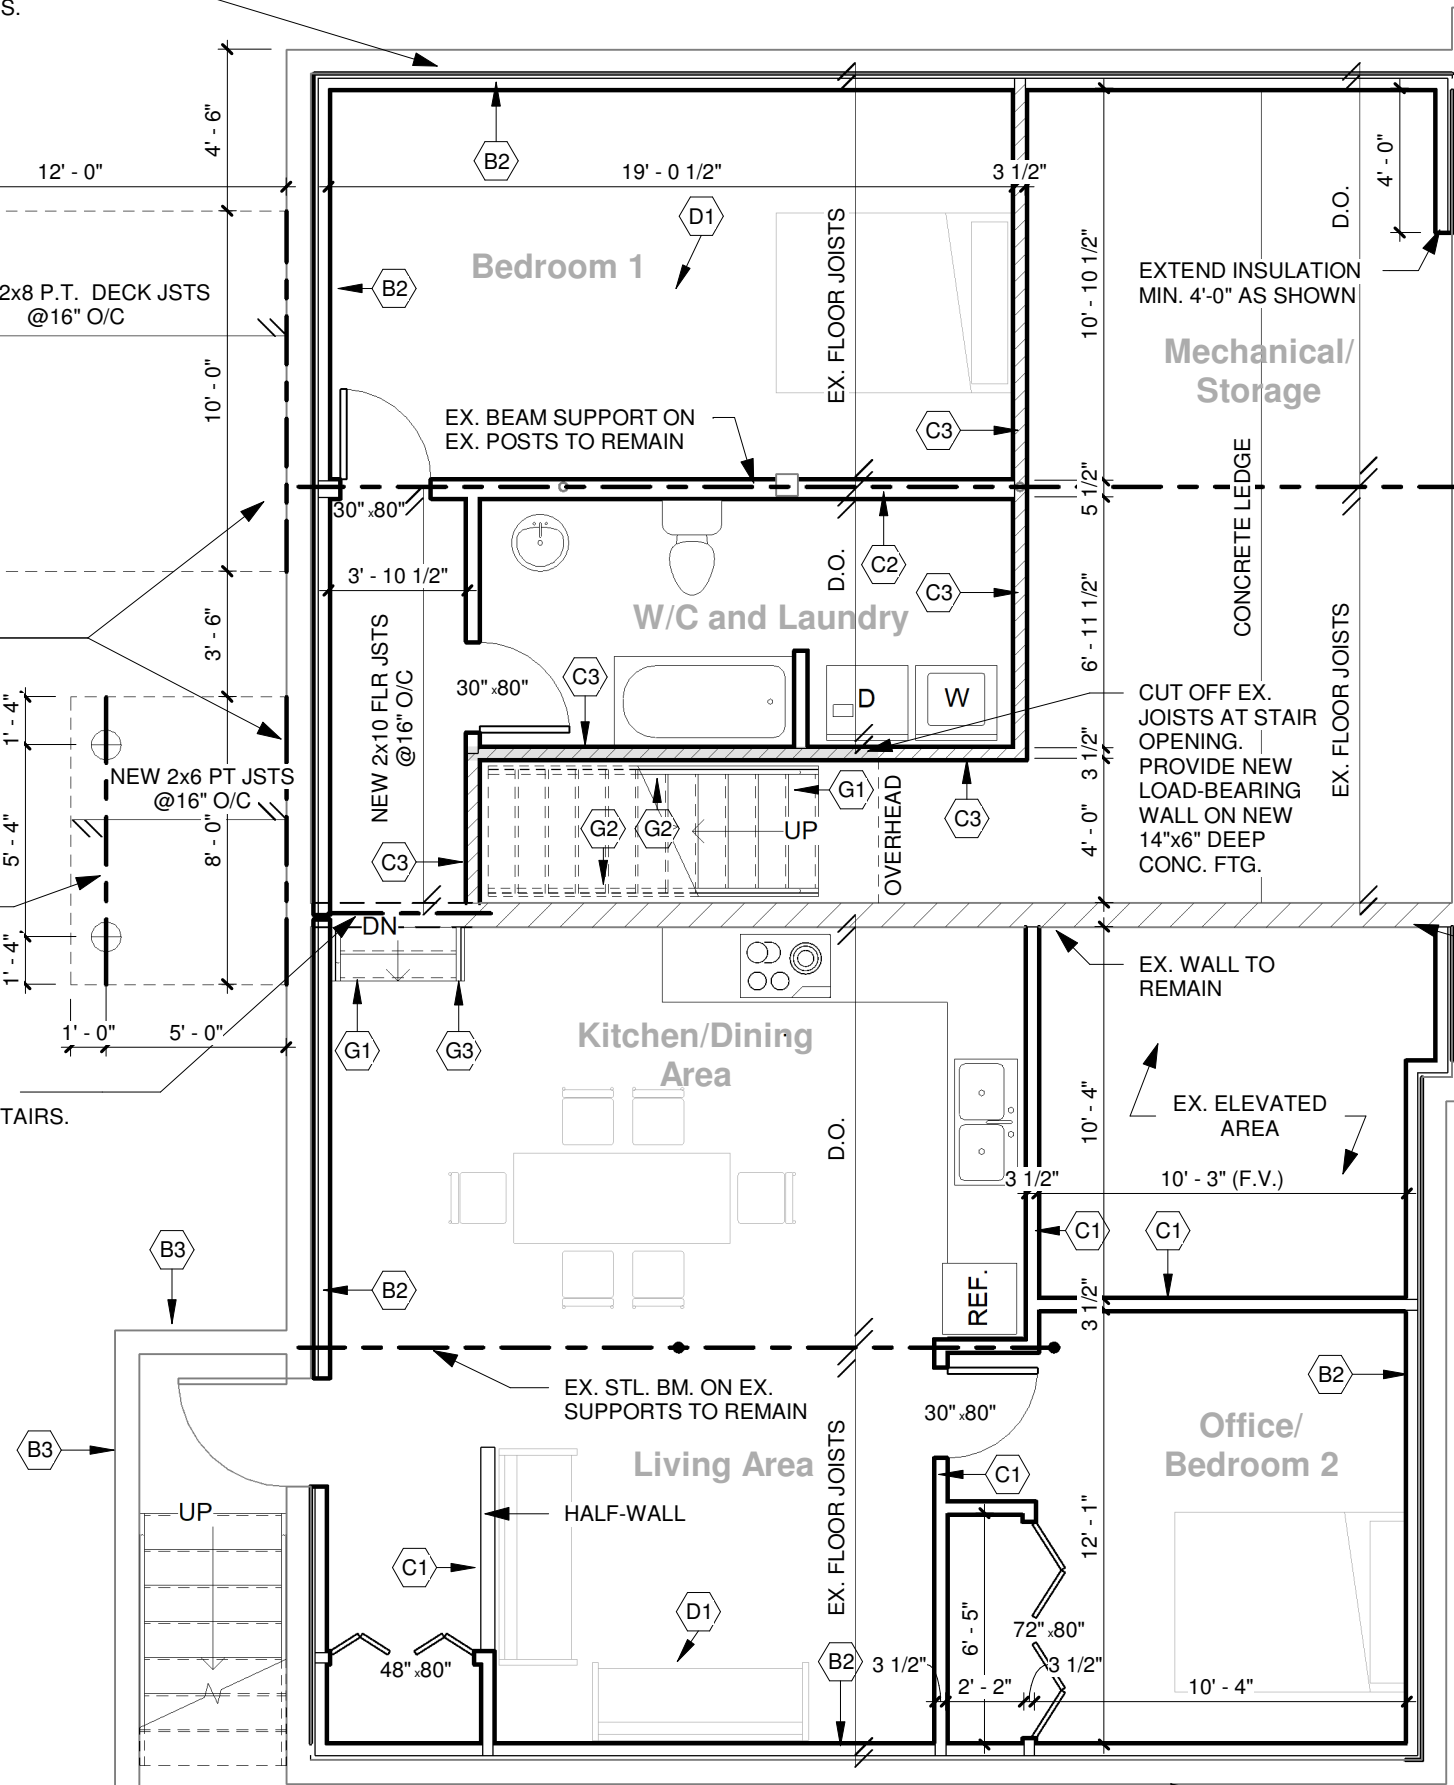 S.
4' - 6"
12' - 0"
B2
19' - 0 1/2"
3 1/2"
4' - 0"
D.O.
D1
Bedroom 1
EX. FLOOR JOISTS
10' - 10 1/2"
EXTEND INSULATION
MIN. 4'-0" AS SHOWN
B2
2x8 P.T. DECK JSTS
@16" O/C
Mechanical/
Storage
10' - 0"
EX. BEAM SUPPORT ON
EX. POSTS TO REMAIN
C3
CONCRETE LEDGE
5 1/2"
30"x80"
C2
D.O.
3' - 10 1/2"
C3
W/C and Laundry
3' - 6"
6' - 11 1/2"
EX. FLOOR JOISTS
NEW 2x10 FLR JSTS
@16" O/C
30"x80"
C3
D
W
CUT OFF EX.
JOISTS AT STAIR
OPENING.
PROVIDE NEW
LOAD-BEARING
WALL ON NEW
14"x6" DEEP
CONC. FTG.
1' - 4"
NEW 2x6 PT JSTS
@16" O/C
3 1/2"
G1
OVERHEAD
C3
G2
G2
UP
5' - 4"
8' - 0"
C3
4' - 0"
1' - 4"
DN
EX. WALL TO
REMAIN
1' - 0"
5' - 0"
G1
G3
Kitchen/Dining
Area
TAIRS.
D.O.
10' - 4"
EX. ELEVATED
AREA
3 1/2"
10' - 3" (F.V.)
C1
C1
B3
B2
REF.
3 1/2"
EX. STL. BM. ON EX.
SUPPORTS TO REMAIN
B2
30"x80"
B3
Living Area
EX. FLOOR JOISTS
C1
Office/
Bedroom 2
UP
HALF-WALL
12' - 1"
C1
D1
6' - 5"
72"x80"
48"x80"
B2
3 1/2"
2' - 2"
3 1/2"
10' - 4"